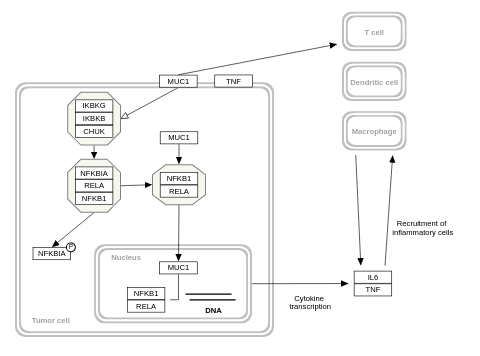 T cell
Dendritic cell
Macrophage
MUC1
TNF
IKBKG
IKBKB
CHUK
MUC1
NFKBIA
RELA
NFKB1
NFKB1
RELA
P
NFKBIA
Nucleus
MUC1
NFKB1
RELA
DNA
Tumor cell
Recruitment of
inflammatory cells
IL6
TNF
Cytokine
transcription